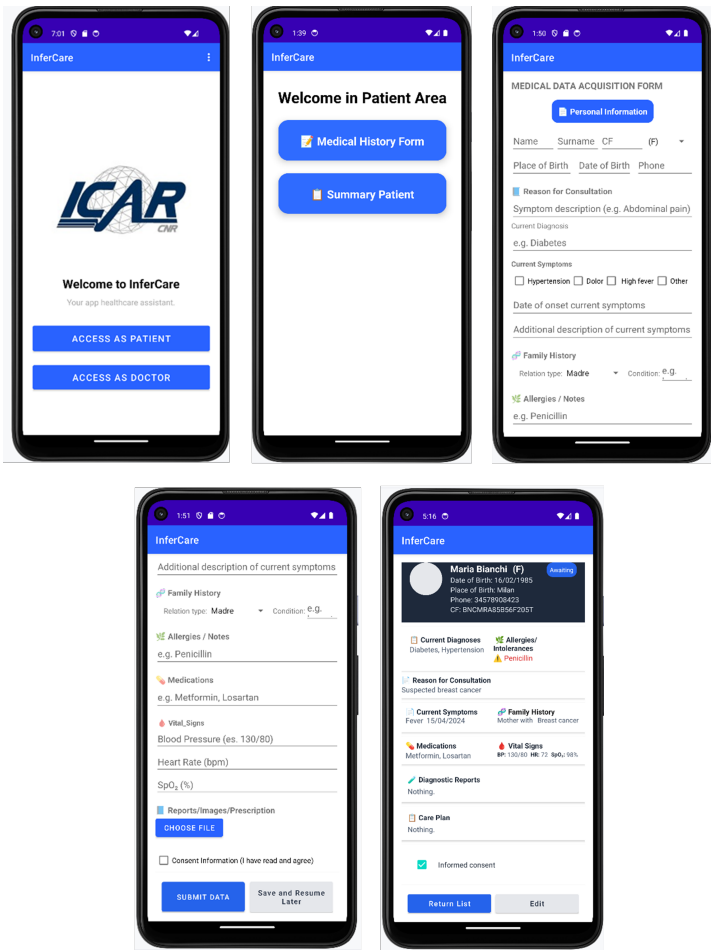 7:01
InferCare
ICAR
CNR
Welcome to InferCare
Your app healthcare assistant.
ACCESS AS PATIENT
ACCESS AS DOCTOR
1:39
InferCare
Welcome in Patient Area
Medical History Form
Summary Patient
1:50
InferCare
MEDICAL DATA ACQUISITION FORM
Personal Information
Name Surname CF (F)
Place of Birth Date of Birth Phone
Reason for Consultation
Symptom description (e.g. Abdominal pain)
Current Diagnosis
e.g. Diabetes
Current Symptoms
Hypertension Dolor High fever Other
Date of onset current symptoms
Additional description of current symptoms
Family History
Relation type: Madre Condition: e.g.
Allergies / Notes
e.g. Penicillin
1:51
InferCare
Additional description of current symptoms
Family History
Relation type: Madre Condition: e.g.
Allergies / Notes
e.g. Penicillin
Medications
e.g. Metformin, Losartan
Vital_Signs
Blood Pressure (es. 130/80)
Heart Rate (bpm)
SpO₂ (%)
Reports/Images/Prescription
CHOOSE FILE
Consent Information (I have read and agree)
SUBMIT DATA
Save and Resume
Later
5:16
InferCare
Maria Bianchi (F)
Awaiting
Date of Birth: 16/02/1985
Place of Birth: Milan
Phone: 34578908423
CF: BNCMRA85B56F205T
Current Diagnoses
Diabetes, Hypertension
Allergies/
Intolerances
Penicillin
Reason for Consultation
Suspected breast cancer
Current Symptoms
Fever 15/04/2024
Family History
Mother with Breast cancer
Medications
Metformin, Losartan
Vital Signs
BP: 130/80 HR: 72 SpO₂: 98%
Diagnostic Reports
Nothing.
Care Plan
Nothing.
Informed consent
Return List
Edit